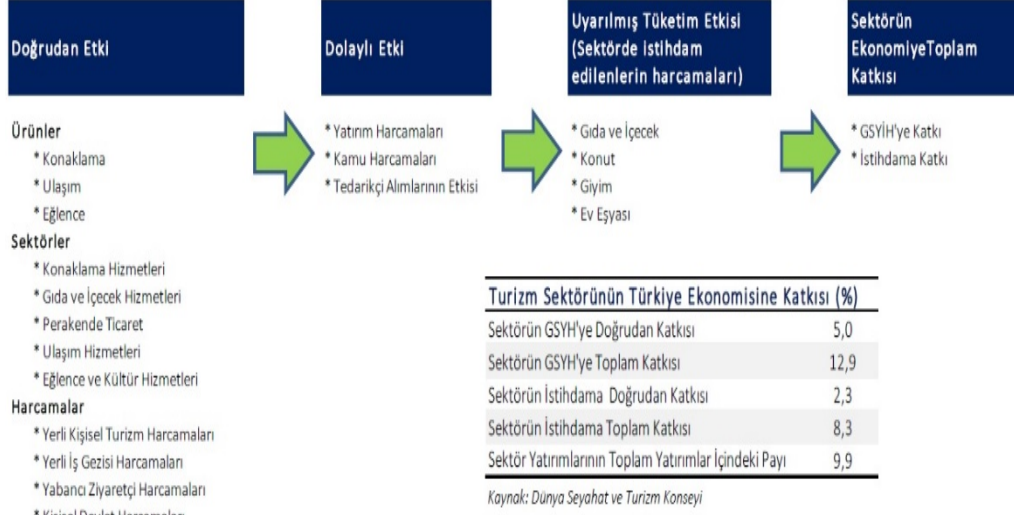 Doğrudan Etki
Ürünler
* Konaklama
* Ulaşım
* Eğlence
Sektörler
* Konaklama Hizmetleri
* Gıda ve İçecek Hizmetleri
* Perakende Ticaret
* Ulaşım Hizmetleri
* Eğlence ve Kültür Hizmetleri
Harcamalar
* Yerli Kişisel Turizm Harcamaları
* Yerli İş Gezisi Harcamaları
* Yabancı Ziyaretçi Harcamaları
* Kişisel Devlet Harcamaları
Dolaylı Etki
* Yatırım Harcamaları
* Kamu Harcamaları
* Tedarikçi Alımlarının Etkisi
Uyarılmış Tüketim Etkisi
(Sektörde istihdam
edilenlerin harcamaları)
* Gıda ve İçecek
* Konut
* Giyim
* Ev Eşyası
Sektörün
EkonomiyeToplam
Katkısı
* GSYİH'ye Katkı
* İstihdama Katkı
Turizm Sektörünün Türkiye Ekonomisine Katkısı (%)
Sektörün GSYH'ye Doğrudan Katkısı 5,0
Sektörün GSYH'ye Toplam Katkısı 12,9
Sektörün İstihdama Doğrudan Katkısı 2,3
Sektörün İstihdama Toplam Katkısı 8,3
Sektör Yatırımlarının Toplam Yatırımlar İçindeki Payı 9,9
Kaynak: Dünya Seyahat ve Turizm Konseyi